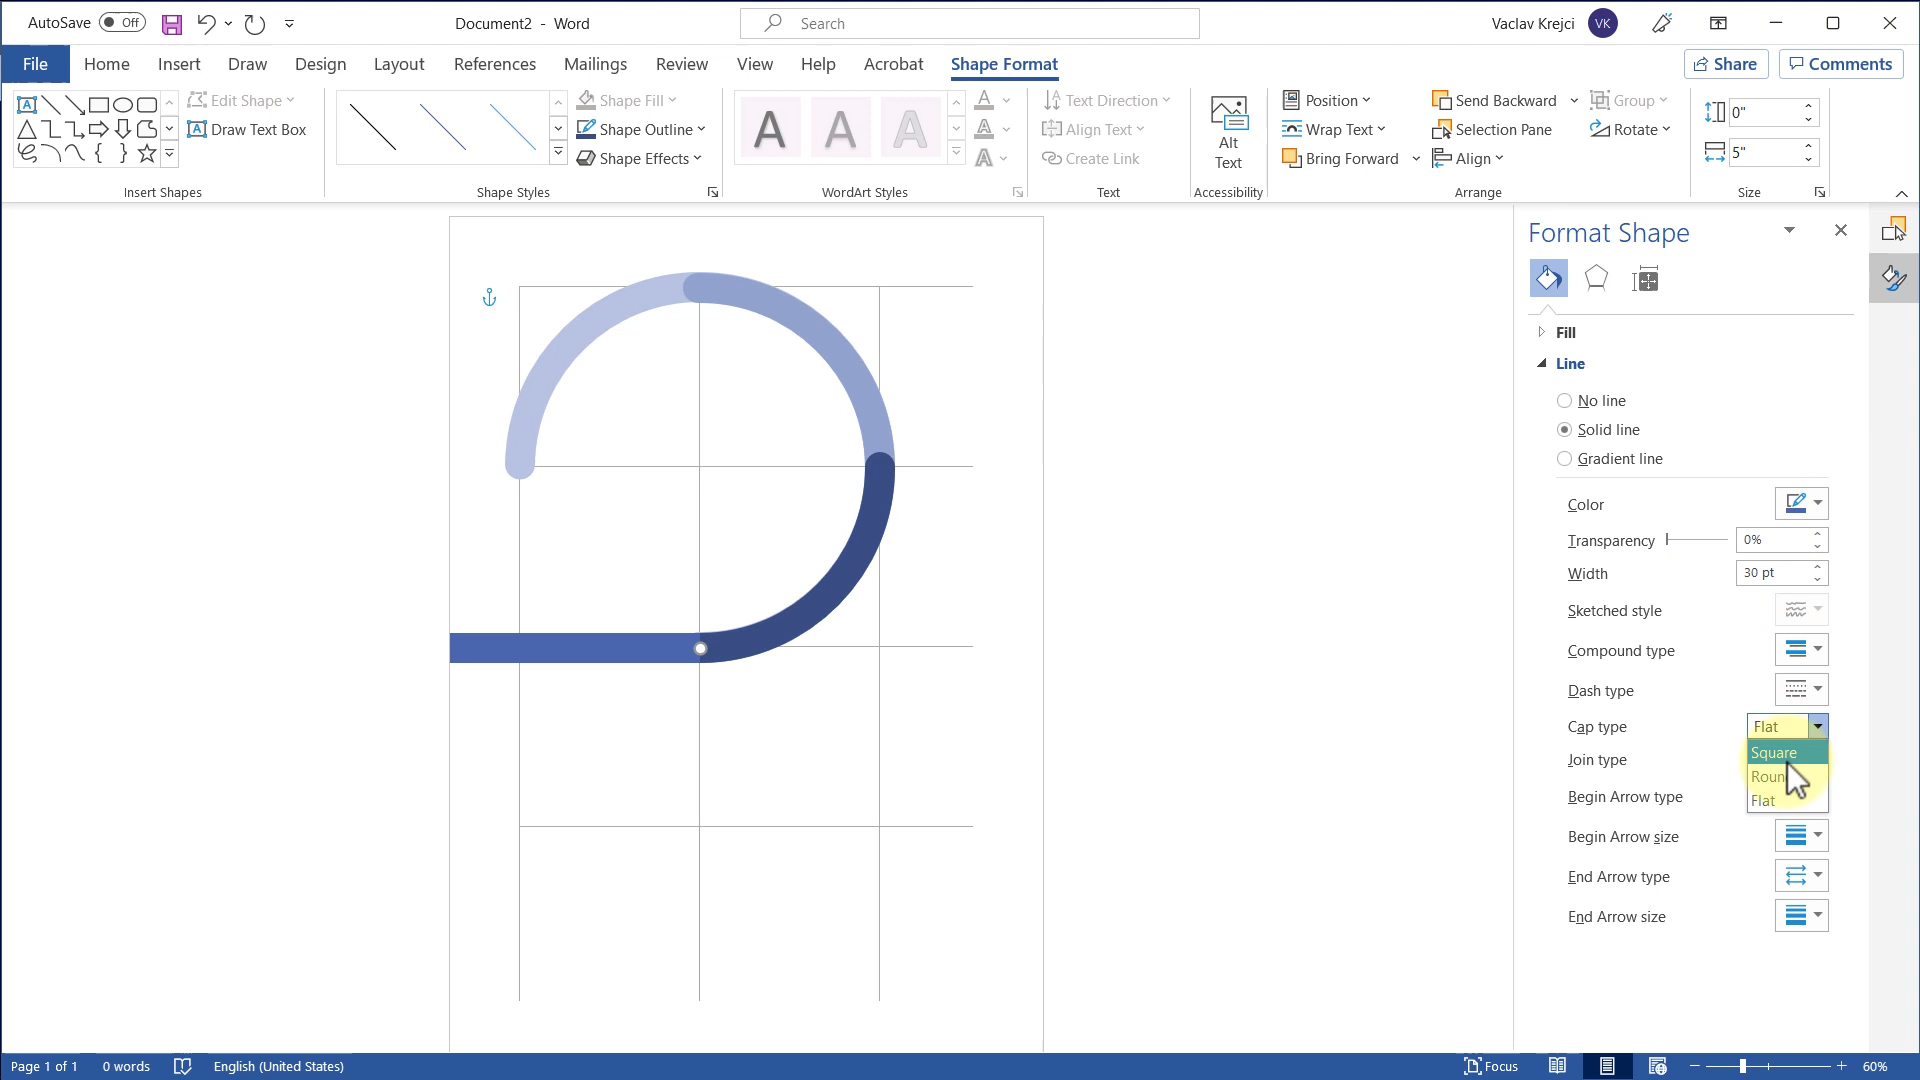 AutoSave Off Document2 - Word Search Vaclav Krejci VK
File Home Insert Draw Design Layout References Mailings Review View Help Acrobat Shape Format Share Comments
Edit Shape Shape Fill Text Direction Position Send Backward Group 0"
Draw Text Box Shape Outline Align Text Wrap Text Selection Pane Rotate
Shape Effects Create Link Alt Text Bring Forward Align 5"
A A A
Insert Shapes Shape Styles WordArt Styles Text Accessibility Arrange Size
Format Shape
Fill
Line
No line
Solid line
Gradient line
Color
Transparency 0%
Width 30 pt
Sketched style
Compound type
Dash type
Cap type Flat
Square
Join type
Roun
Begin Arrow type Flat
Begin Arrow size
End Arrow type
End Arrow size
Page 1 of 1 0 words English (United States) Focus 60%